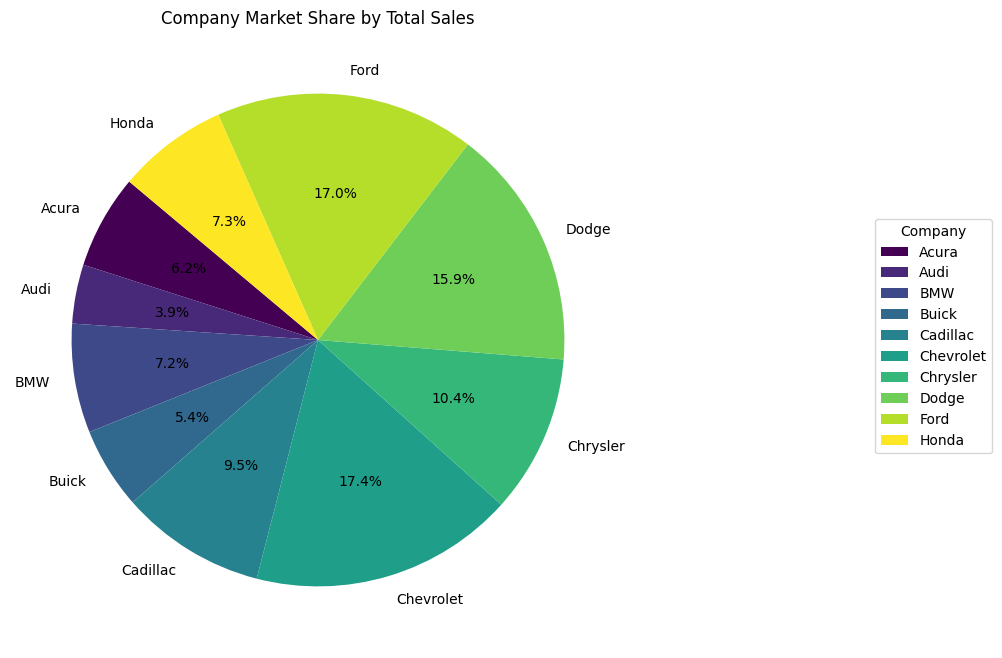 Company Market Share by Total Sales
Ford
Honda
17.0%
Acura
7.3%
Dodge
6.2%
15.9%
Audi
3.9%
BMW
7.2%
10.4%
5.4%
Chrysler
Buick
9.5%
17.4%
Cadillac
Chevrolet
Company
Acura
Audi
BMW
Buick
Cadillac
Chevrolet
Chrysler
Dodge
Ford
Honda